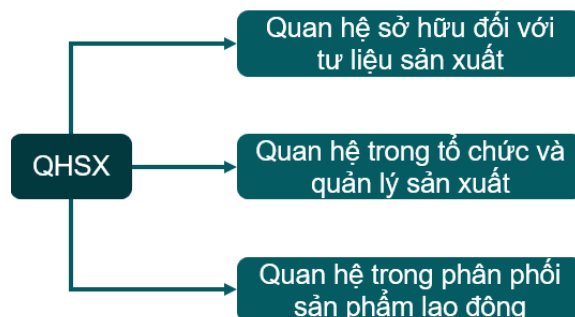 Quan hệ sở hữu đối với
tư liệu sản xuất
QHSX
Quan hệ trong tổ chức và
quản lý sản xuất
Quan hệ trong phân phối
sản phẩm lao động